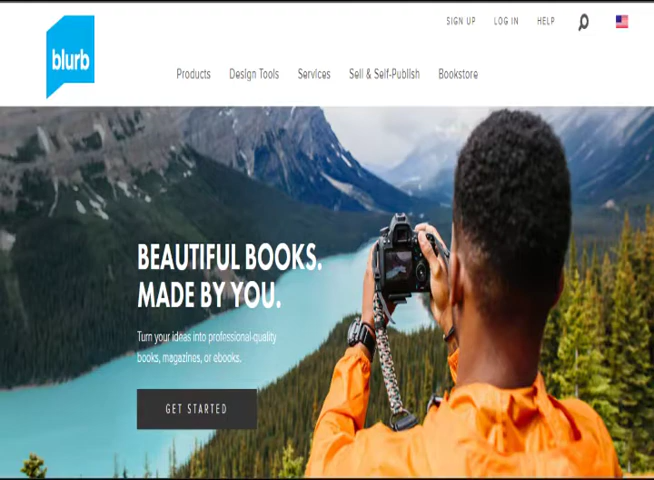 blurb
SIGN UP LOG IN HELP
Products Design Tools Services Sell & Self-Publish Bookstore
BEAUTIFUL BOOKS.
MADE BY YOU.
Turn your ideas into professional-quality
books, magazines, or ebooks.
GET STARTED